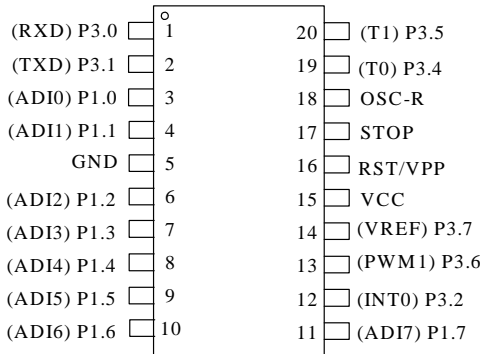 (RXD) P3.0 1 20 (T1) P3.5
(TXD) P3.1 2 19 (T0) P3.4
(ADI0) P1.0 3 18 OSC-R
(ADI1) P1.1 4 17 STOP
GND 5 16 RST/VPP
(ADI2) P1.2 6 15 VCC
(ADI3) P1.3 7 14 (VREF) P3.7
(ADI4) P1.4 8 13 (PWM1) P3.6
(ADI5) P1.5 9 12 (INT0) P3.2
(ADI6) P1.6 10 11 (ADI7) P1.7